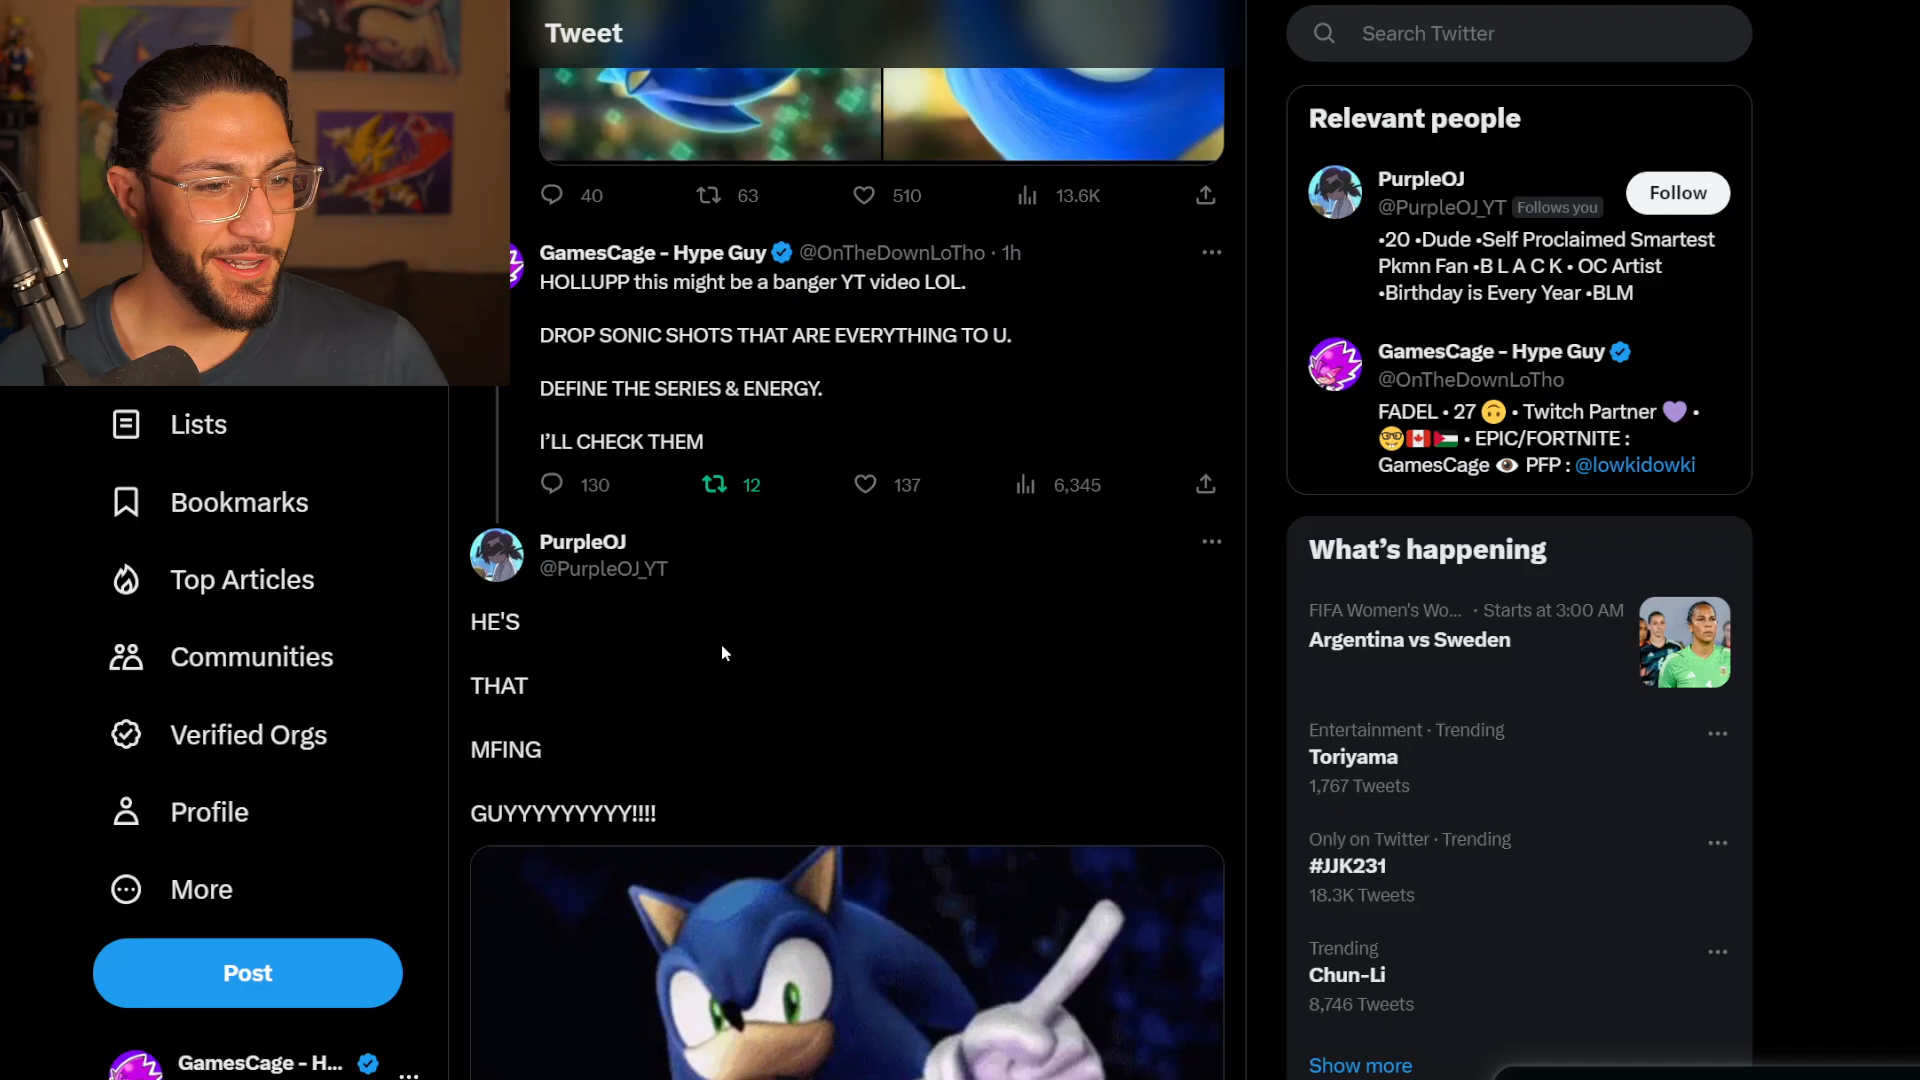 Tweet
40
63
510
13.6K
GamesCage - Hype Guy @OnTheDownLoTho · 1h
HOLLUPP this might be a banger YT video LOL.
DROP SONIC SHOTS THAT ARE EVERYTHING TO U.
DEFINE THE SERIES & ENERGY.
I’LL CHECK THEM
130
12
137
6,345
PurpleOJ
@PurpleOJ_YT
HE'S
THAT
MFING
GUYYYYYYYYY!!!!
Lists
Bookmarks
Top Articles
Communities
Verified Orgs
Profile
More
Post
GamesCage - H...
Search Twitter
Relevant people
PurpleOJ
@PurpleOJ_YT Follows you
Follow
•20 •Dude •Self Proclaimed Smartest
Pkmn Fan •B L A C K • OC Artist
•Birthday is Every Year •BLM
GamesCage - Hype Guy
@OnTheDownLoTho
FADEL • 27 🙃 • Twitch Partner 💜 •
🤓🇨🇦🇵🇸 • EPIC/FORTNITE :
GamesCage 👁 PFP : @lowkidowki
What’s happening
FIFA Women's Wo... · Starts at 3:00 AM
Argentina vs Sweden
Entertainment · Trending
Toriyama
1,767 Tweets
Only on Twitter · Trending
#JJK231
18.3K Tweets
Trending
Chun-Li
8,746 Tweets
Show more